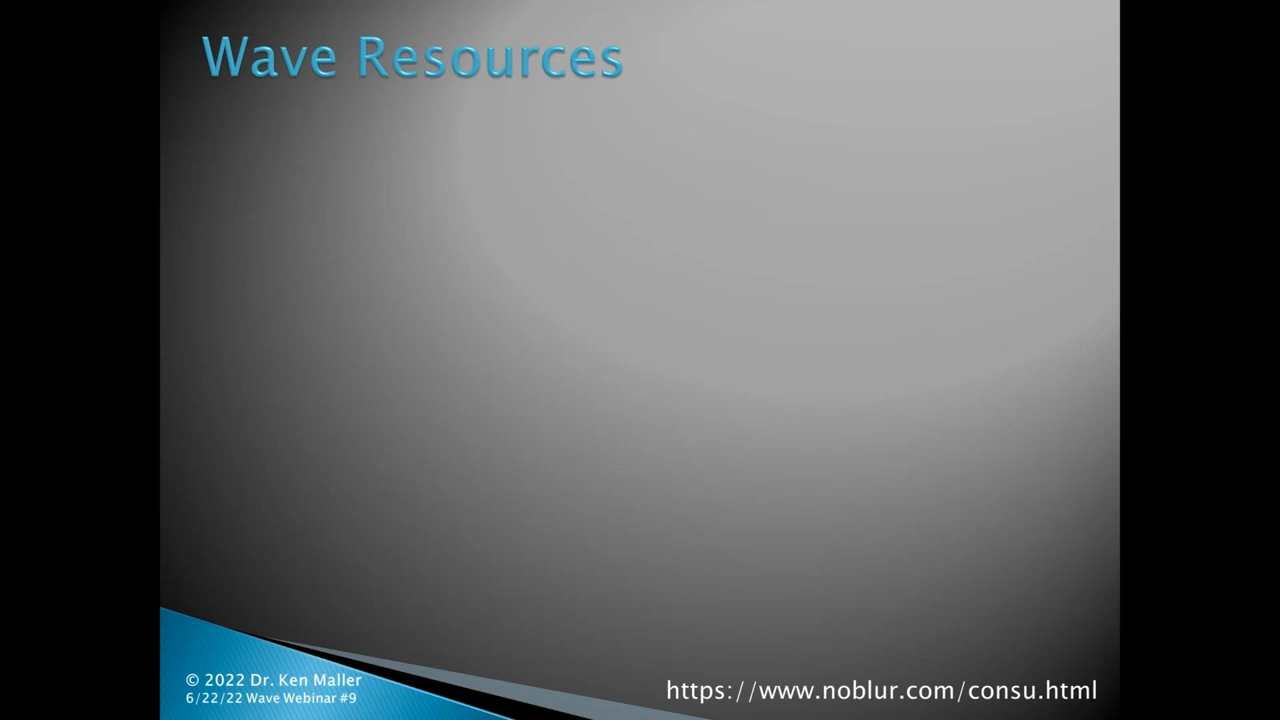 Wave Resources
© 2022 Dr. Ken Maller
6/22/22 Wave Webinar #9
https://www.noblur.com/consu.html